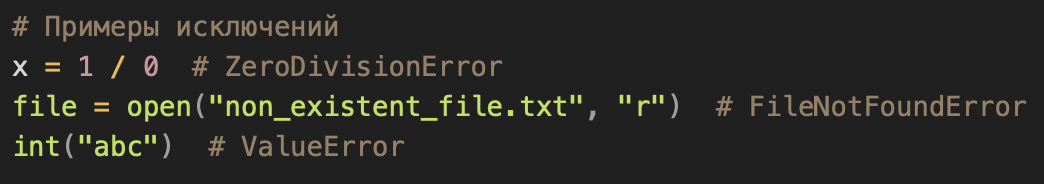 # Примеры исключений
x = 1 / 0  # ZeroDivisionError
file = open("non_existent_file.txt", "r")  # FileNotFoundError
int("abc")  # ValueError